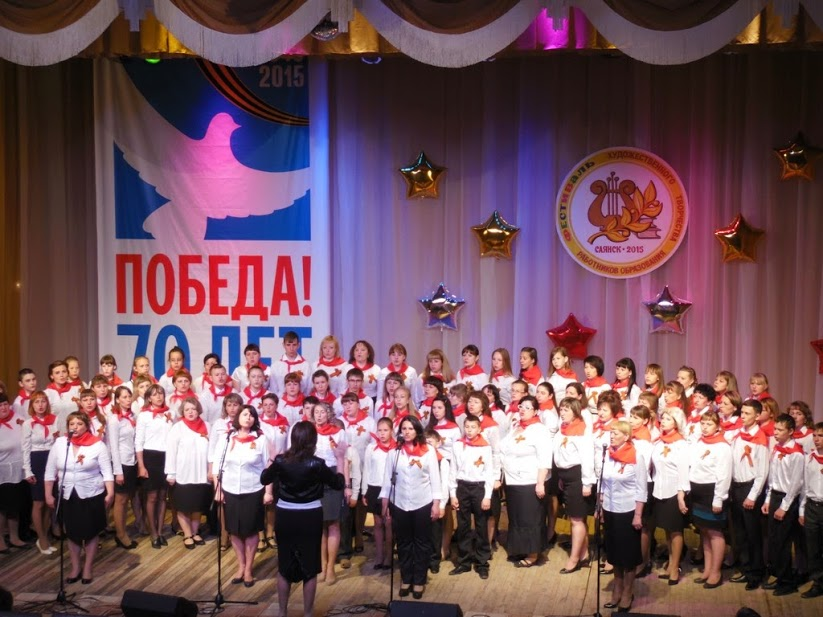 2015
ПОБЕДА!
70 ЛЕТ
ФЕСТИВАЛЬ ХУДОЖЕСТВЕННОГО ТВОРЧЕСТВА
РАБОТНИКОВ ОБРАЗОВАНИЯ
САЯНСК · 2015